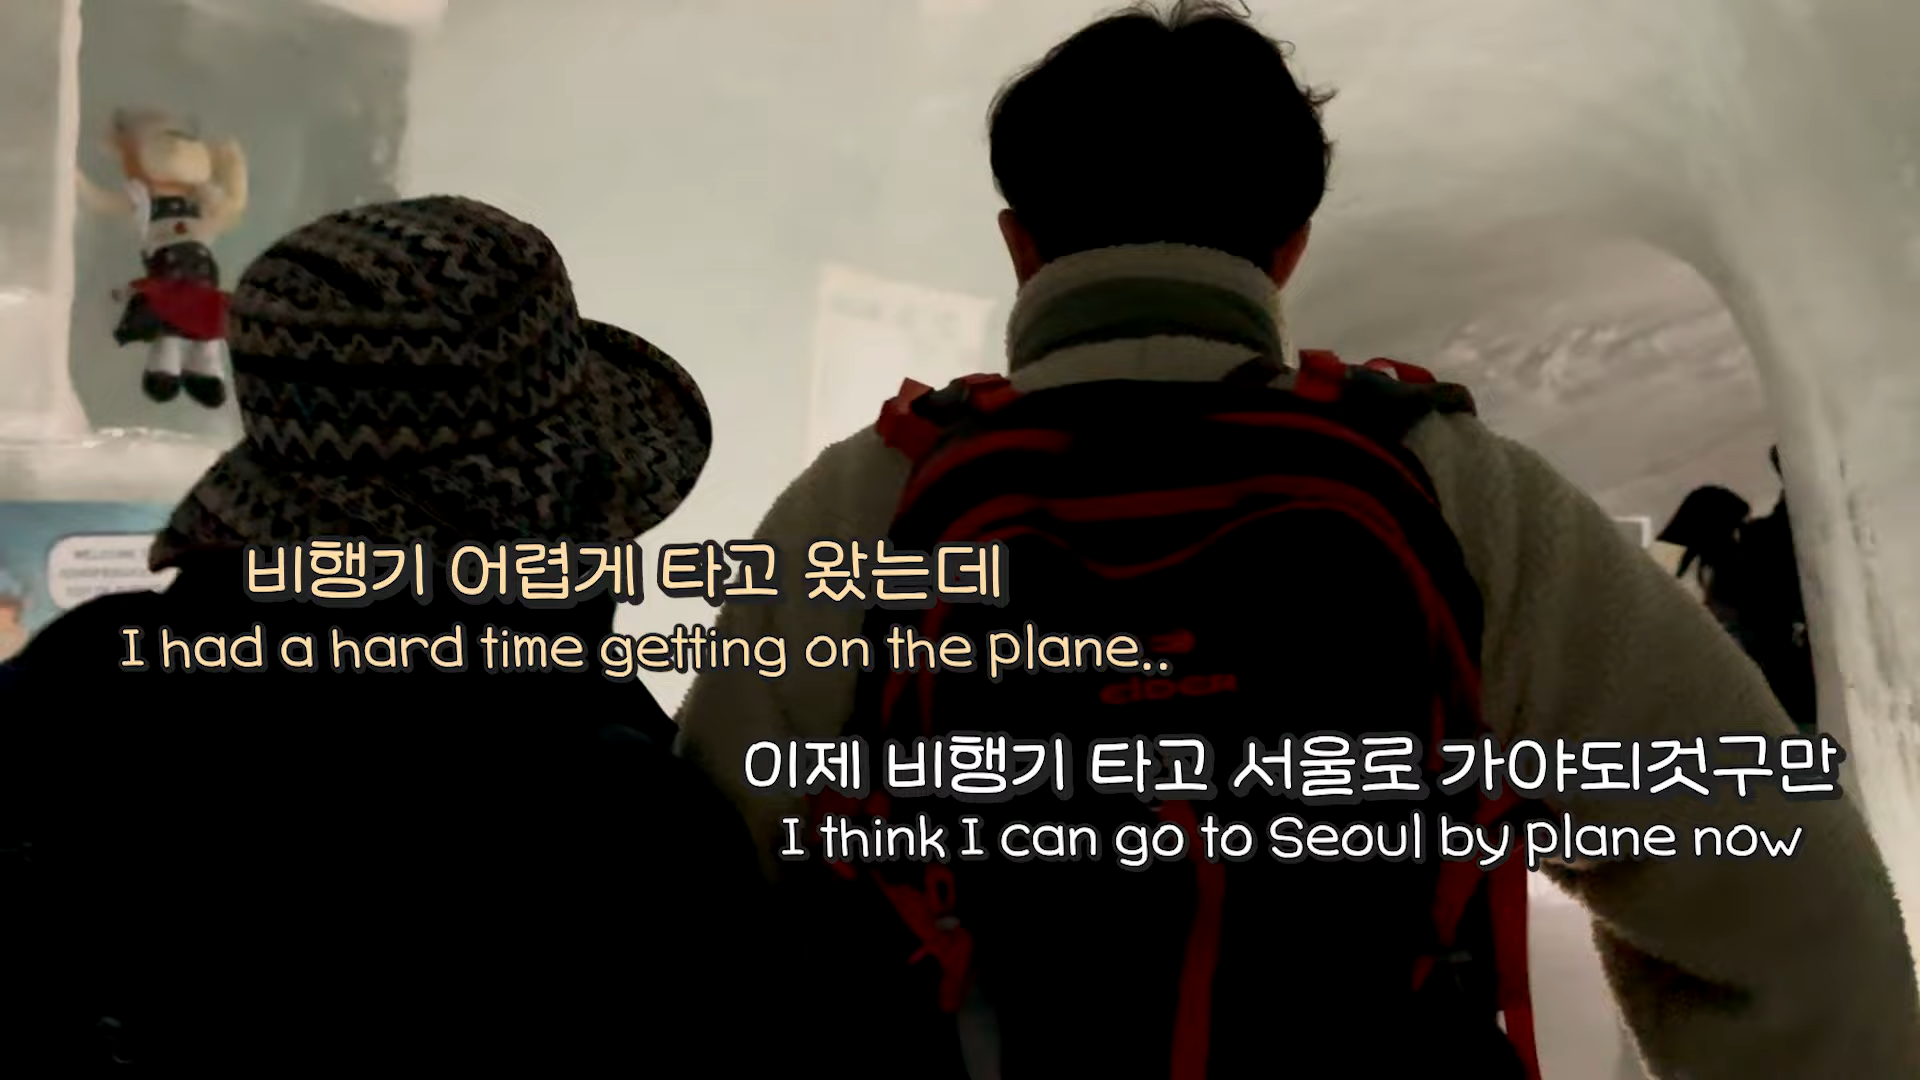 비행기 어렵게 타고 왔는데
I had a hard time getting on the plane..
eider
이제 비행기 타고 서울로 가야되것구만
I think I can go to Seoul by plane now